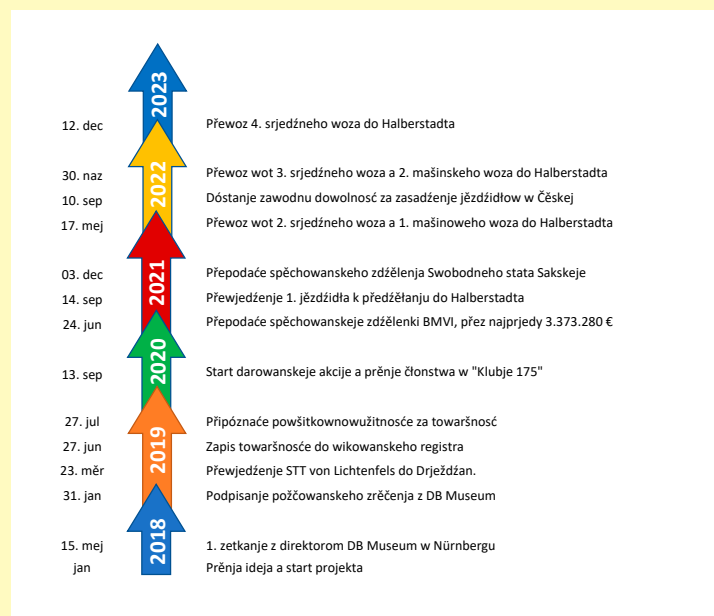 2023
12. dec Přewoz 4. srjedźneho woza do Halberstadta
2022
30. naz Přewoz wot 3. srjedźneho woza a 2. mašinskeho woza do Halberstadta
10. sep Dóstanje zawodnu dowolnosć za zasadźenje jězdźidłow w Čěskej
17. mej Přewoz wot 2. srjedźneho woza a 1. mašinoweho woza do Halberstadta
2021
03. dec Přepodaće spěchowanskeho zdźělenja Swobodneho stata Sakskeje
14. sep Přewjedźenje 1. jězdźidła k předźěłanju do Halberstadta
24. jun Přepodaće spěchowanskeje zdźělenki BMVI, přez najprjedy 3.373.280 €
2020
13. sep Start darowanskeje akcije a prěnje čłonstwa w "Klubje 175"
2019
27. jul Připóznaće powšitkownowužitnosće za towaršnosć
27. jun Zapis towaršnosće do wikowanskeho registra
23. měr Přewjedźenje STT von Lichtenfels do Drježdźan.
31. jan Podpisanje požčowanskeho zrěčenja z DB Museum
2018
15. mej 1. zetkanje z direktorom DB Museum w Nürnbergu
jan Prěnja ideja a start projekta